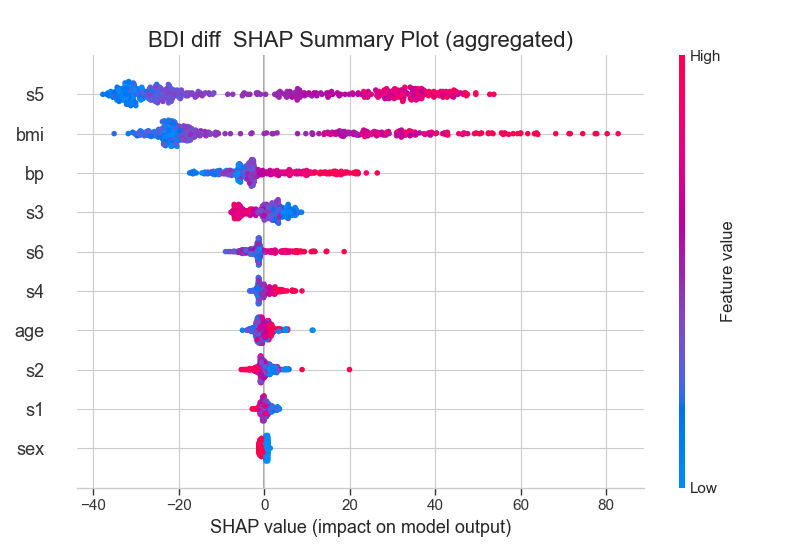 BDI diff  SHAP Summary Plot (aggregated)
High
s5
bmi
bp
s3
s6
s4
age
s2
s1
sex
Feature value
Low
−40 −20 0 20 40 60 80
SHAP value (impact on model output)